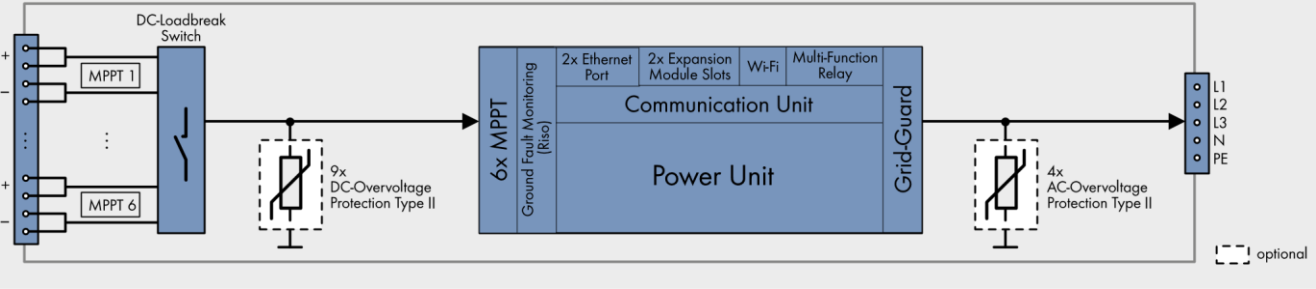 DC-Loadbreak
Switch
+
MPPT 1
−
⋮
⋮
+
MPPT 6
−
9x
DC-Overvoltage
Protection Type II
6x MPPT
Ground Fault Monitoring
(Riso)
2x Ethernet
Port
2x Expansion
Module Slots
Wi-Fi
Multi-Function
Relay
Communication Unit
Power Unit
Grid-Guard
4x
AC-Overvoltage
Protection Type II
L1
L2
L3
N
PE
optional